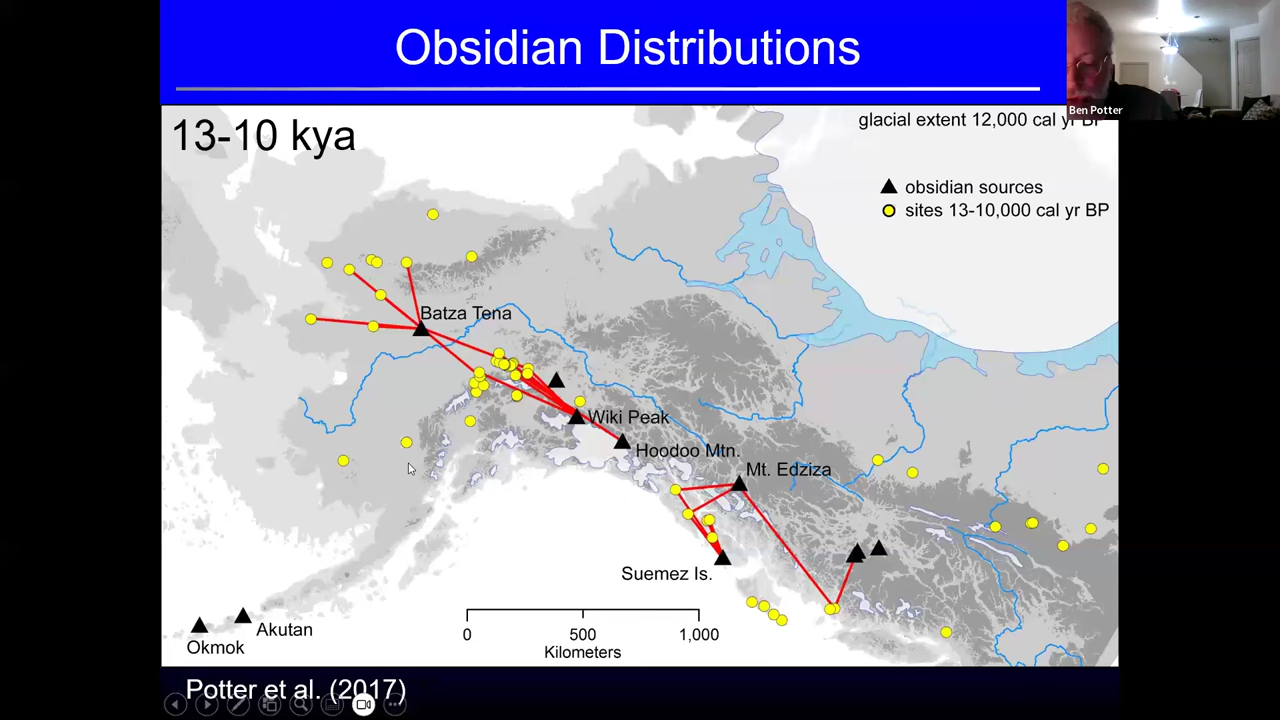 Obsidian Distributions
Ben Potter
13-10 kya
glacial extent 12,000 cal yr BP
obsidian sources
sites 13-10,000 cal yr BP
Batza Tena
Wiki Peak
Hoodoo Mtn.
Mt. Edziza
Suemez Is.
Akutan
Okmok
0 500 1,000
Kilometers
Potter et al. (2017)